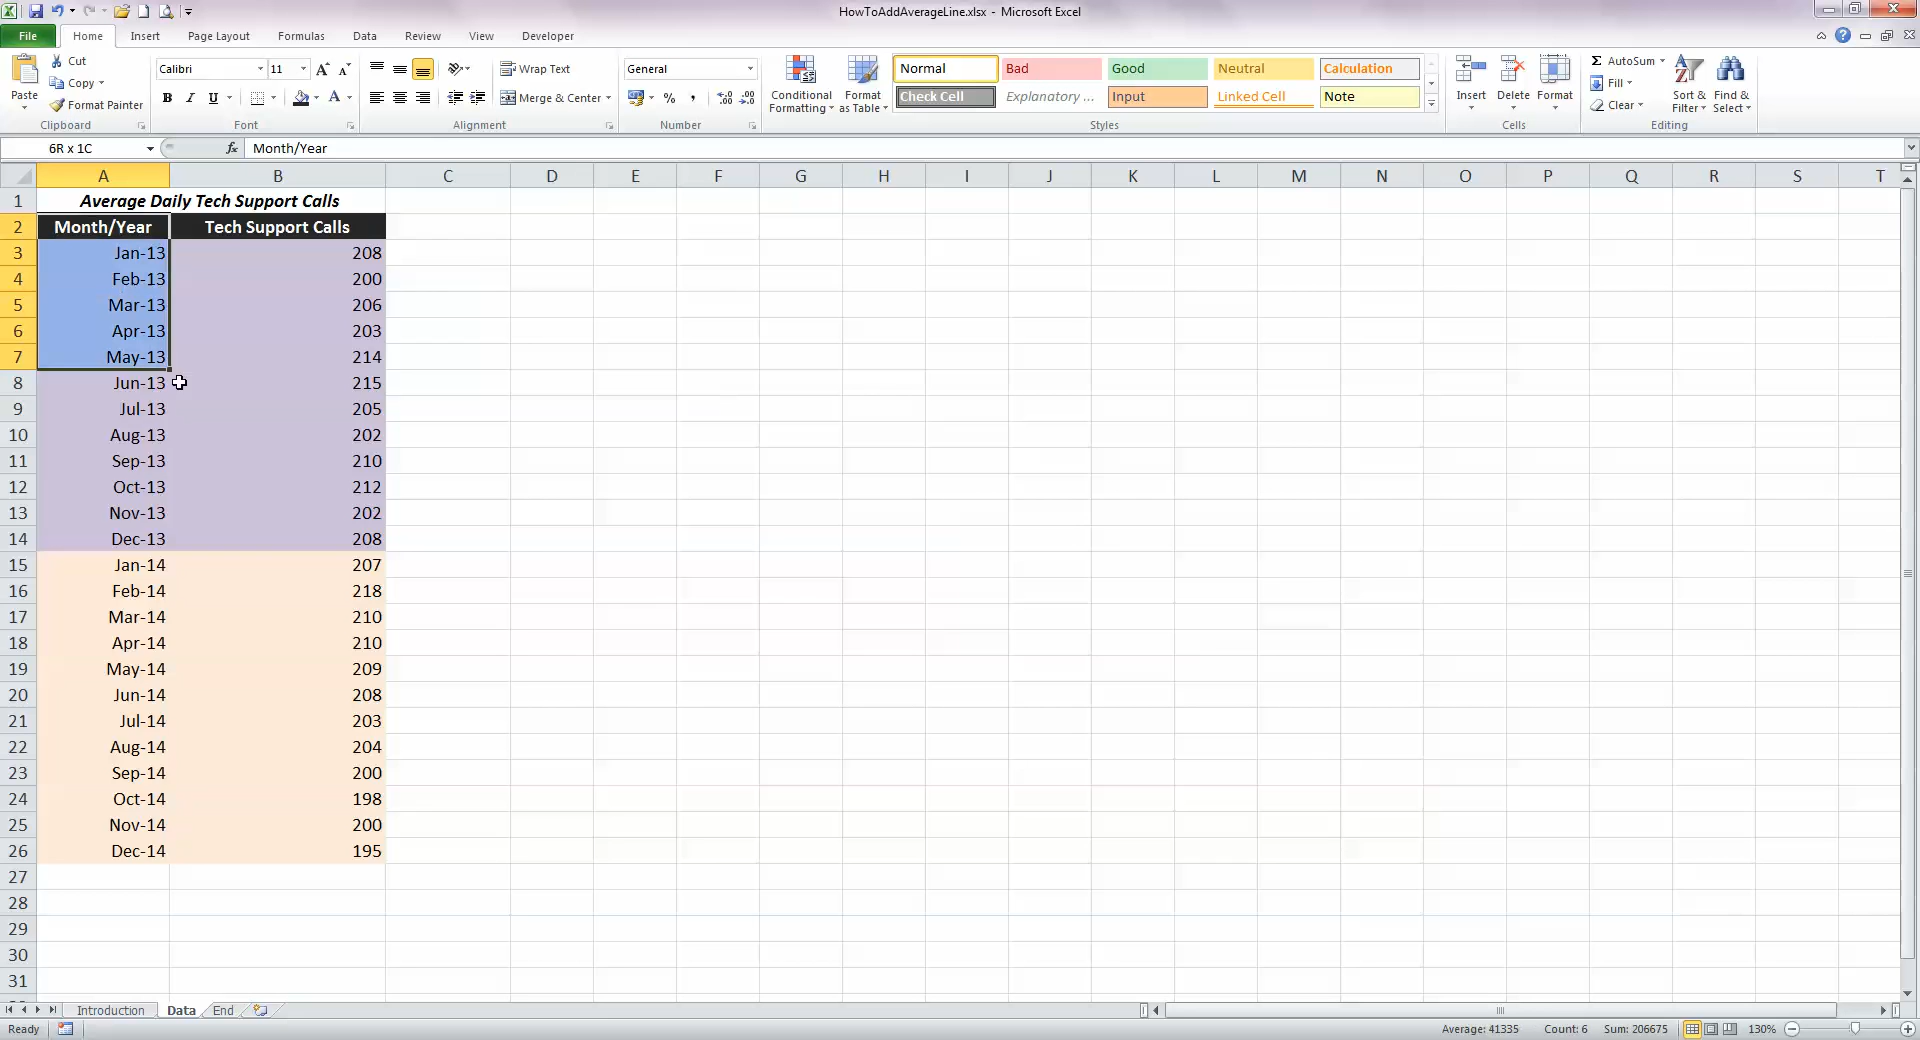 HowToAddAverageLine.xlsx - Microsoft Excel
File Home Insert Page Layout Formulas Data Review View Developer
Paste
Cut
Copy
Format Painter
Clipboard
Calibri 11
B I U
Font
Wrap Text
Merge & Center
Alignment
General
Number
Conditional Formatting
Format as Table
Normal Bad Good Neutral Calculation
Check Cell Explanatory ... Input Linked Cell Note
Styles
Insert Delete Format
Cells
AutoSum
Fill
Clear
Sort & Filter
Find & Select
Editing
6R x 1C fx Month/Year
A B C D E F G H I J K L M N O P Q R S T
1 Average Daily Tech Support Calls
2 Month/Year Tech Support Calls
3 Jan-13 208
4 Feb-13 200
5 Mar-13 206
6 Apr-13 203
7 May-13 214
8 Jun-13 215
9 Jul-13 205
10 Aug-13 202
11 Sep-13 210
12 Oct-13 212
13 Nov-13 202
14 Dec-13 208
15 Jan-14 207
16 Feb-14 218
17 Mar-14 210
18 Apr-14 210
19 May-14 209
20 Jun-14 208
21 Jul-14 203
22 Aug-14 204
23 Sep-14 200
24 Oct-14 198
25 Nov-14 200
26 Dec-14 195
27
28
29
30
31
Introduction Data End
Ready Average: 41335 Count: 6 Sum: 206675 130%